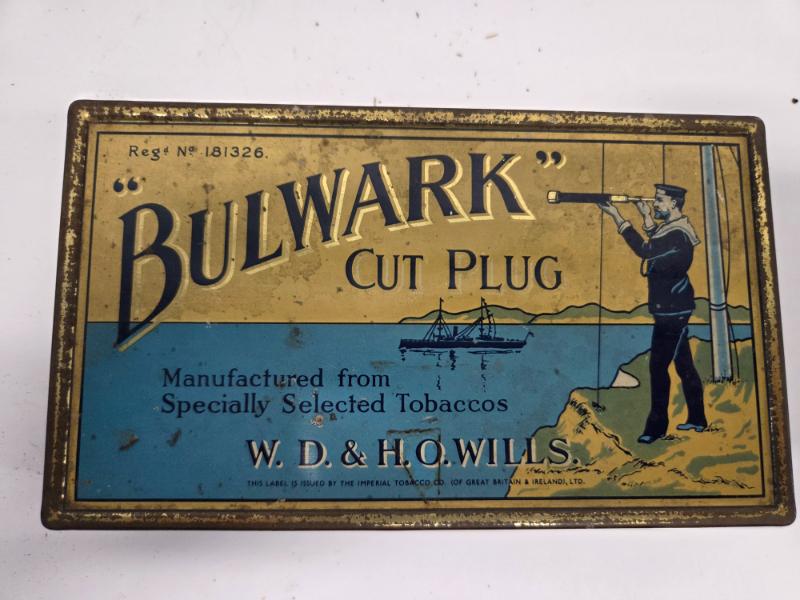 Regd No 181326.
"BULWARK"
CUT PLUG
Manufactured from
Specially Selected Tobaccos
W. D. & H. O. WILLS.
THIS LABEL IS ISSUED BY THE IMPERIAL TOBACCO CO. (OF GREAT BRITAIN & IRELAND), LTD.